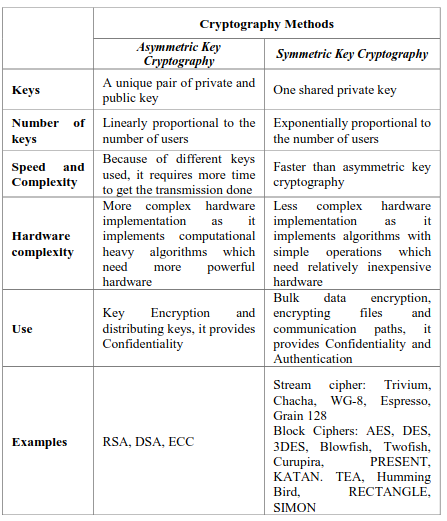 Cryptography Methods
Asymmetric Key
Cryptography
Symmetric Key Cryptography
Keys
A unique pair of private and
public key
One shared private key
Number of
keys
Linearly proportional to the
number of users
Exponentially proportional to
the number of users
Speed and
Complexity
Because of different keys
used, it requires more time
to get the transmission done
Faster than asymmetric key
cryptography
Hardware
complexity
More complex hardware
implementation as it
implements computational
heavy algorithms which
need more powerful
hardware
Less complex hardware
implementation as it
implements algorithms with
simple operations which
need relatively inexpensive
hardware
Use
Key Encryption and
distributing keys, it provides
Confidentiality
Bulk data encryption,
encrypting files and
communication paths, it
provides Confidentiality and
Authentication
Examples
RSA, DSA, ECC
Stream cipher: Trivium,
Chacha, WG-8, Espresso,
Grain 128
Block Ciphers: AES, DES,
3DES, Blowfish, Twofish,
Curupira, PRESENT,
KATAN. TEA, Humming
Bird, RECTANGLE,
SIMON